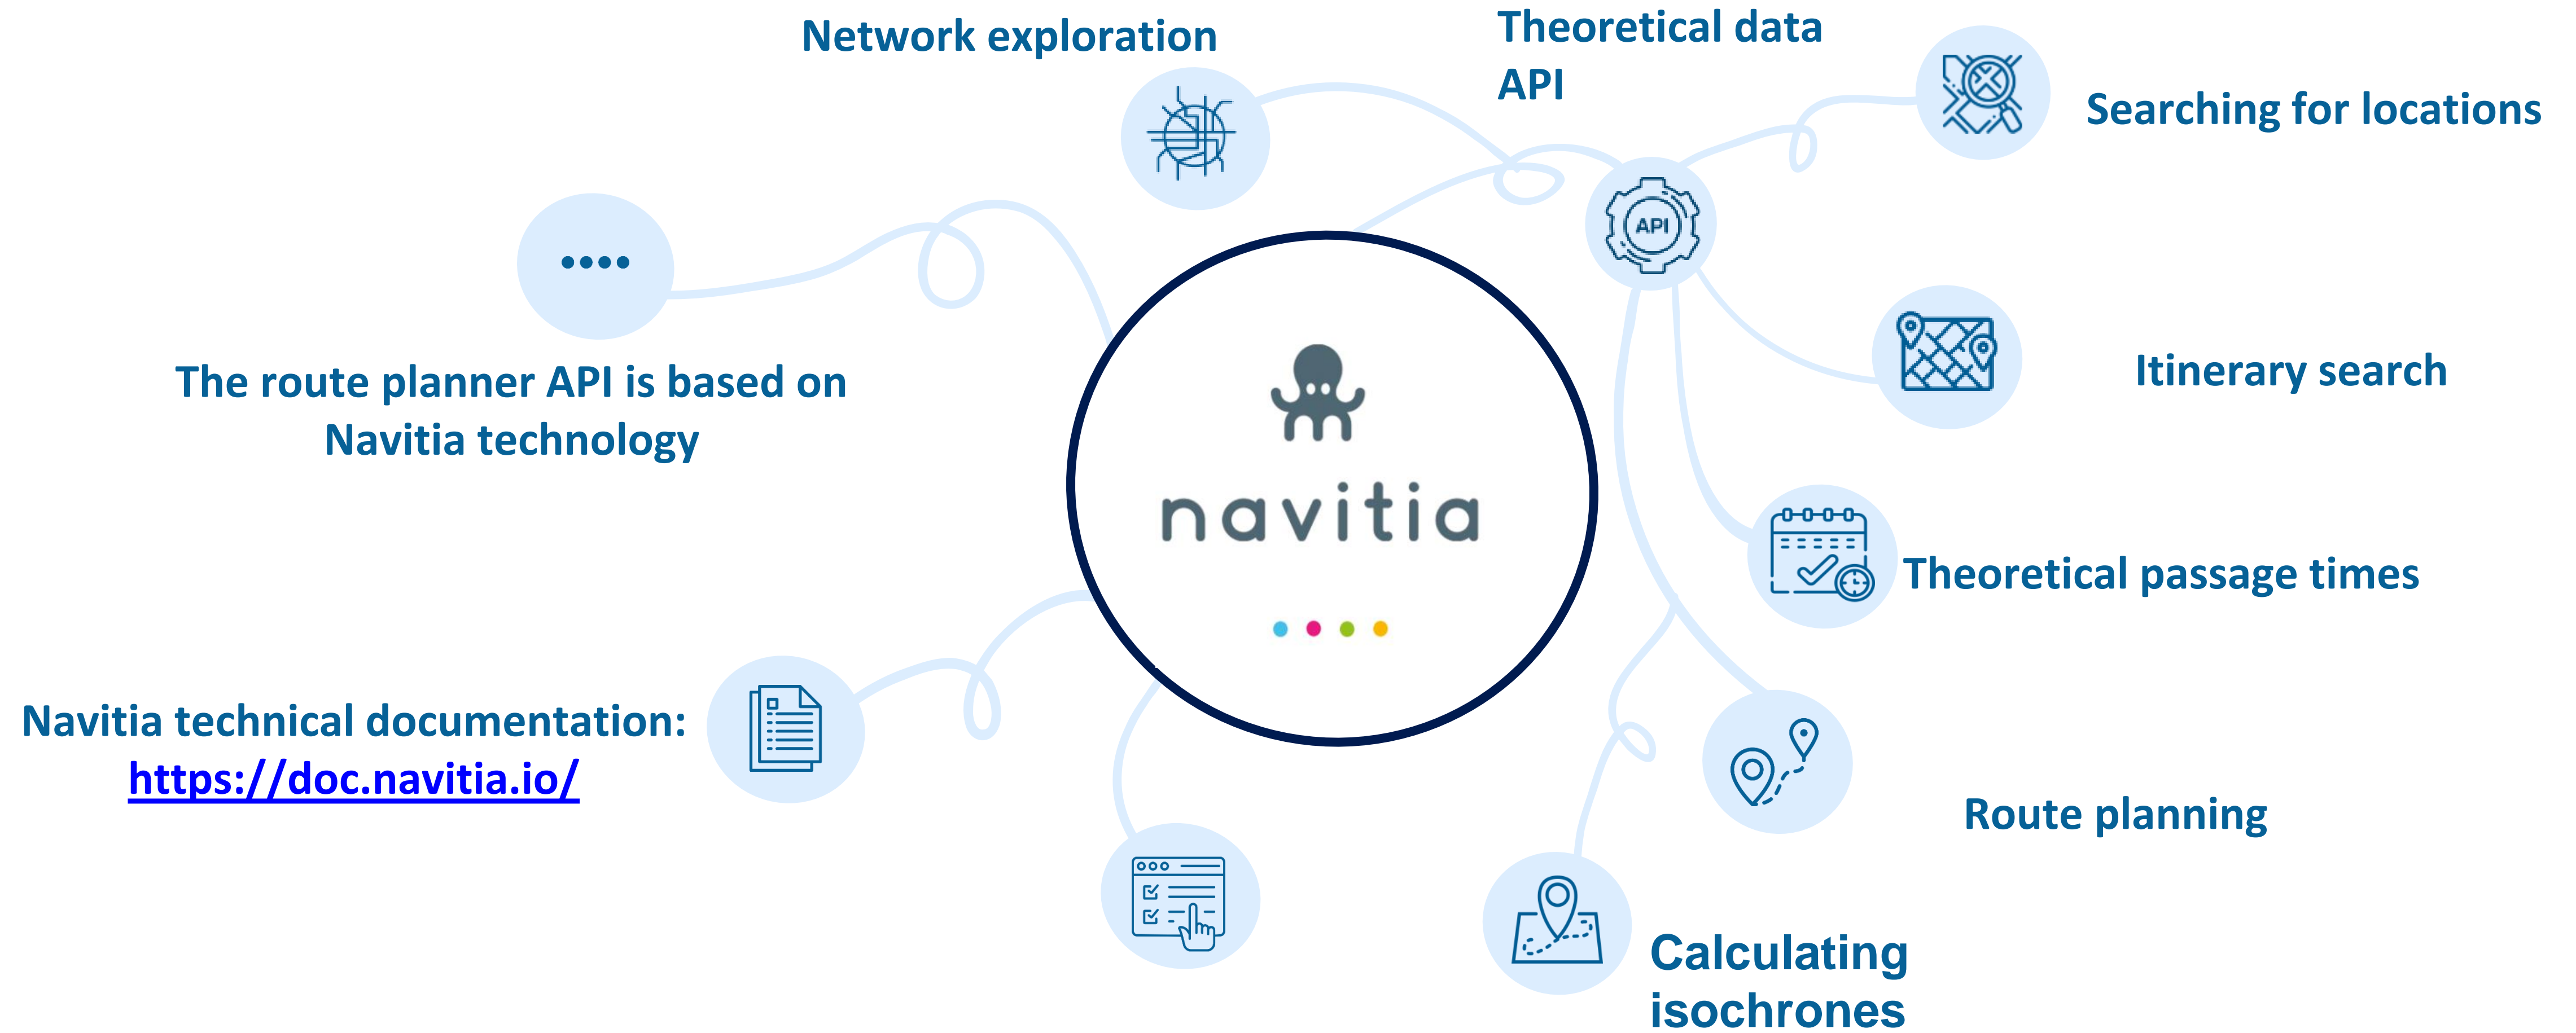 Network exploration
Theoretical data
API
Searching for locations
API
The route planner API is based on
Navitia technology
Itinerary search
navitia
Theoretical passage times
Navitia technical documentation:
https://doc.navitia.io/
Route planning
Calculating
isochrones